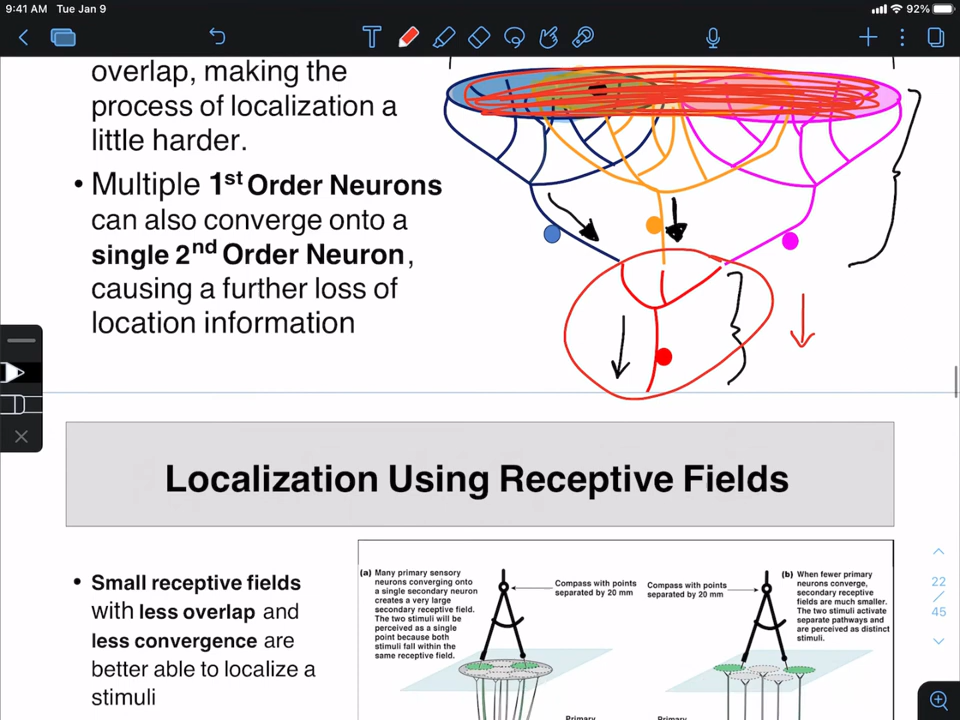 9:41 AM Tue Jan 9
92%
overlap, making the
process of localization a
little harder.
• Multiple 1st Order Neurons
can also converge onto a
single 2nd Order Neuron,
causing a further loss of
location information
Localization Using Receptive Fields
• Small receptive fields
with less overlap and
less convergence are
better able to localize a
stimuli
(a) Many primary sensory
neurons converging onto
a single secondary neuron
creates a very large
secondary receptive field.
The two stimuli will be
perceived as a single
point because both
stimuli fall within the
same receptive field.
Compass with points
separated by 20 mm
Compass with points
separated by 20 mm
(b) When fewer primary
neurons converge,
secondary receptive
fields are much smaller.
The two stimuli activate
separate pathways and
are perceived as distinct
stimuli.
Primary
Primary
22
/
45